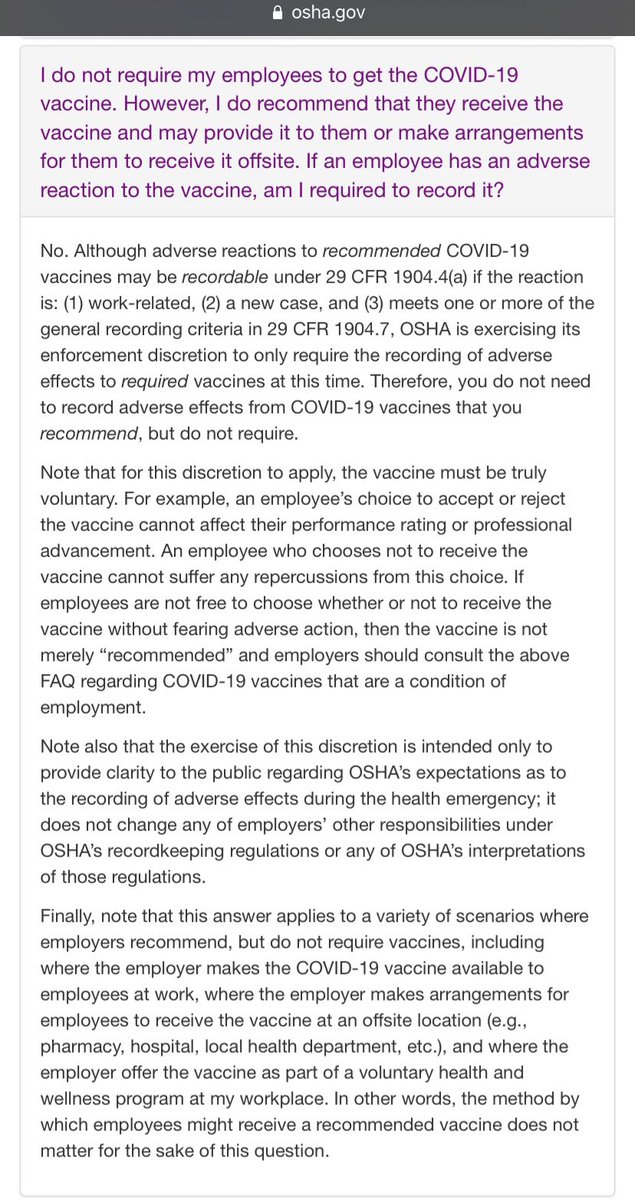 osha.gov
I do not require my employees to get the COVID-19
vaccine. However, I do recommend that they receive the
vaccine and may provide it to them or make arrangements
for them to receive it offsite. If an employee has an adverse
reaction to the vaccine, am I required to record it?
No. Although adverse reactions to recommended COVID-19
vaccines may be recordable under 29 CFR 1904.4(a) if the reaction
is: (1) work-related, (2) a new case, and (3) meets one or more of the
general recording criteria in 29 CFR 1904.7, OSHA is exercising its
enforcement discretion to only require the recording of adverse
effects to required vaccines at this time. Therefore, you do not need
to record adverse effects from COVID-19 vaccines that you
recommend, but do not require.
Note that for this discretion to apply, the vaccine must be truly
voluntary. For example, an employee’s choice to accept or reject
the vaccine cannot affect their performance rating or professional
advancement. An employee who chooses not to receive the
vaccine cannot suffer any repercussions from this choice. If
employees are not free to choose whether or not to receive the
vaccine without fearing adverse action, then the vaccine is not
merely “recommended” and employers should consult the above
FAQ regarding COVID-19 vaccines that are a condition of
employment.
Note also that the exercise of this discretion is intended only to
provide clarity to the public regarding OSHA’s expectations as to
the recording of adverse effects during the health emergency; it
does not change any of employers’ other responsibilities under
OSHA’s recordkeeping regulations or any of OSHA’s interpretations
of those regulations.
Finally, note that this answer applies to a variety of scenarios where
employers recommend, but do not require vaccines, including
where the employer makes the COVID-19 vaccine available to
employees at work, where the employer makes arrangements for
employees to receive the vaccine at an offsite location (e.g.,
pharmacy, hospital, local health department, etc.), and where the
employer offer the vaccine as part of a voluntary health and
wellness program at my workplace. In other words, the method by
which employees might receive a recommended vaccine does not
matter for the sake of this question.